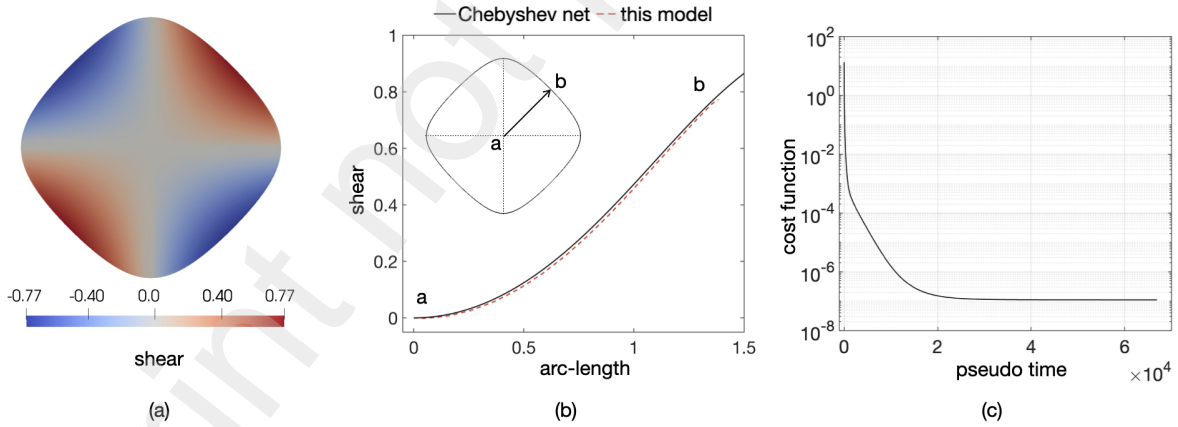 -0.77 -0.40 0.0 0.40 0.77
shear
(a)
Chebyshev net this model
1
0.8
0.6
0.4
0.2
0
shear
a
b
a
b
0 0.5 1 1.5
arc-length
(b)
10^2
10^0
10^-2
10^-4
10^-6
10^-8
cost function
0 2 4 6
×10^4
pseudo time
(c)
int not